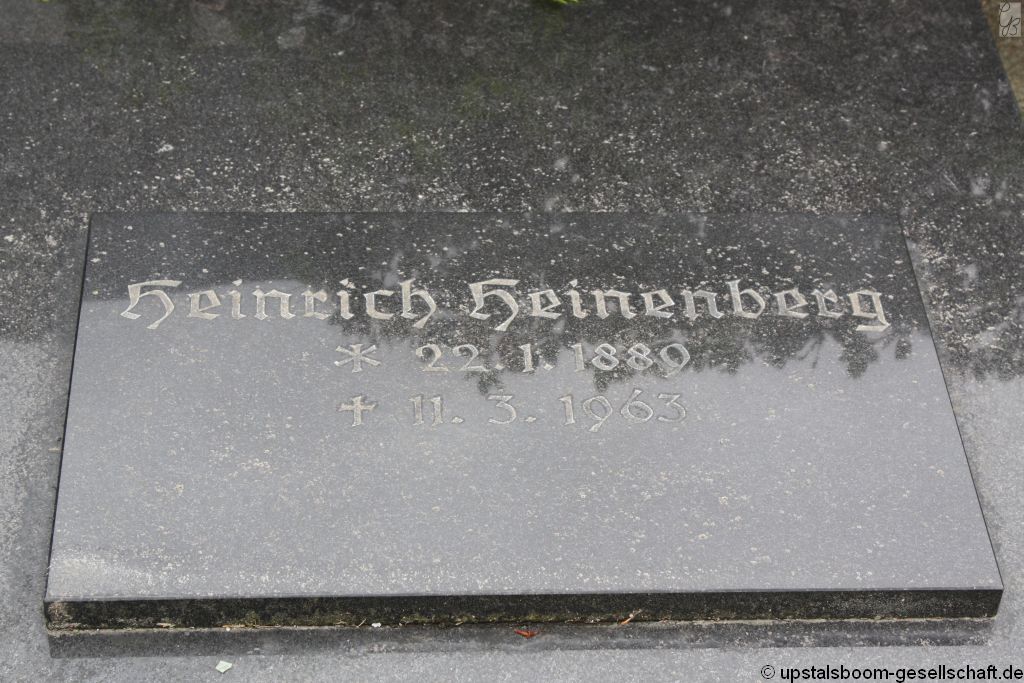 Heinrich Heinenberg
* 22.1.1889
† 11.3.1963
© upstalsboom-gesellschaft.de